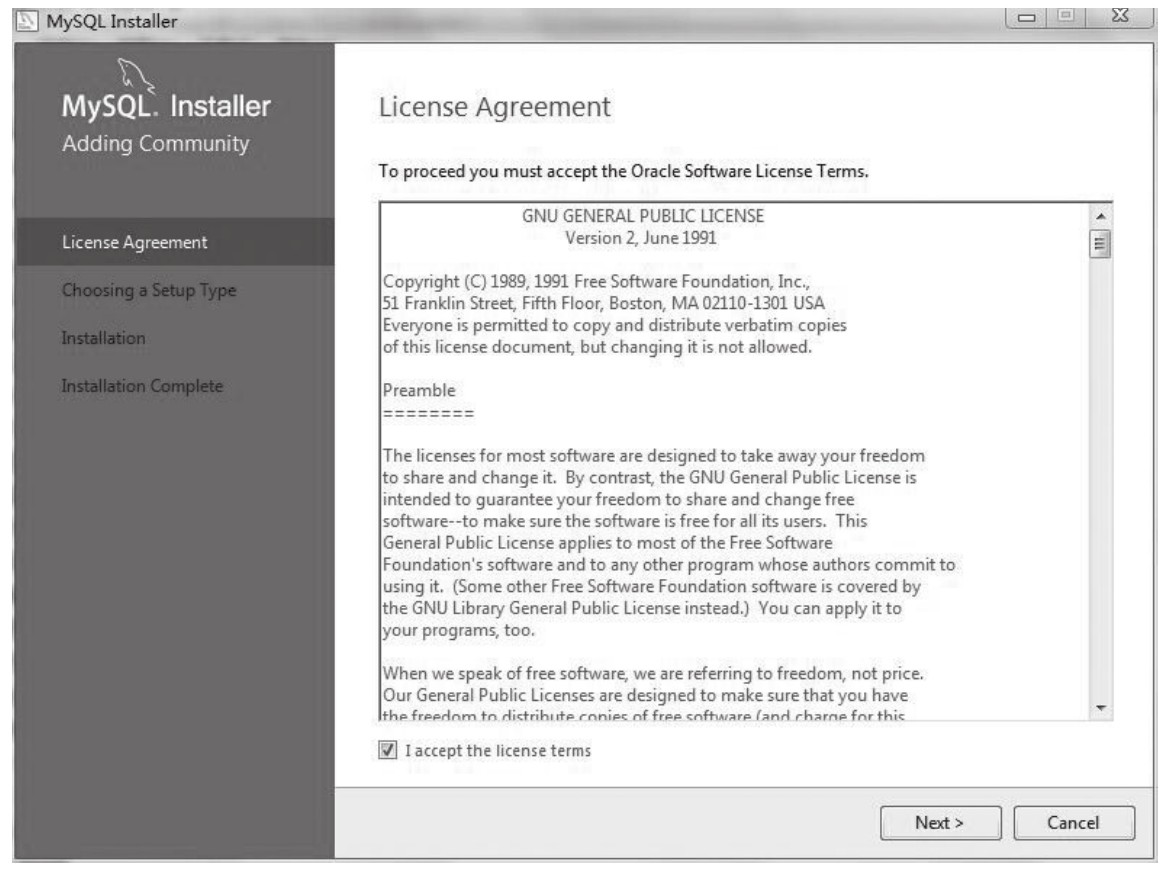 MySQL Installer
MySQL. Installer
Adding Community
License Agreement
Choosing a Setup Type
Installation
Installation Complete
License Agreement
To proceed you must accept the Oracle Software License Terms.
GNU GENERAL PUBLIC LICENSE
Version 2, June 1991
Copyright (C) 1989, 1991 Free Software Foundation, Inc.,
51 Franklin Street, Fifth Floor, Boston, MA 02110-1301 USA
Everyone is permitted to copy and distribute verbatim copies
of this license document, but changing it is not allowed.
Preamble
========
The licenses for most software are designed to take away your freedom
to share and change it.  By contrast, the GNU General Public License is
intended to guarantee your freedom to share and change free
software--to make sure the software is free for all its users.  This
General Public License applies to most of the Free Software
Foundation's software and to any other program whose authors commit to
using it.  (Some other Free Software Foundation software is covered by
the GNU Library General Public License instead.)  You can apply it to
your programs, too.
When we speak of free software, we are referring to freedom, not price.
Our General Public Licenses are designed to make sure that you have
the freedom to distribute copies of free software (and charge for this
I accept the license terms
Next >
Cancel